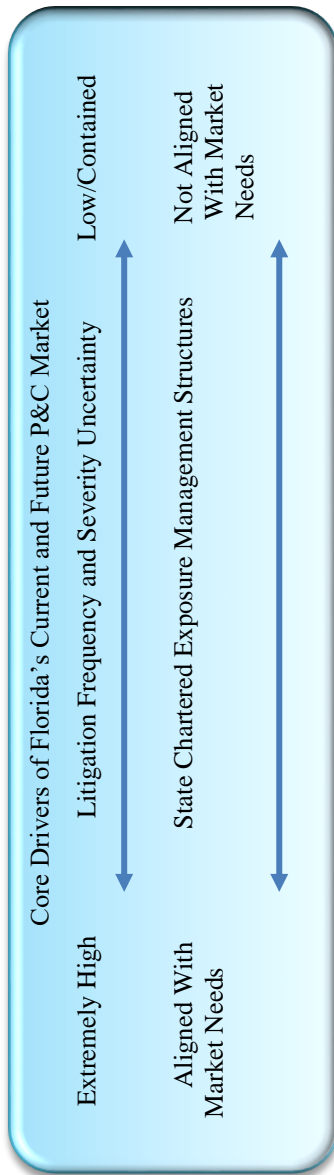 Core Drivers of Florida's Current and Future P&C Market
Extremely High
Litigation Frequency and Severity Uncertainty
Low/Contained
Aligned With
Market Needs
State Chartered Exposure Management Structures
Not Aligned
With Market
Needs